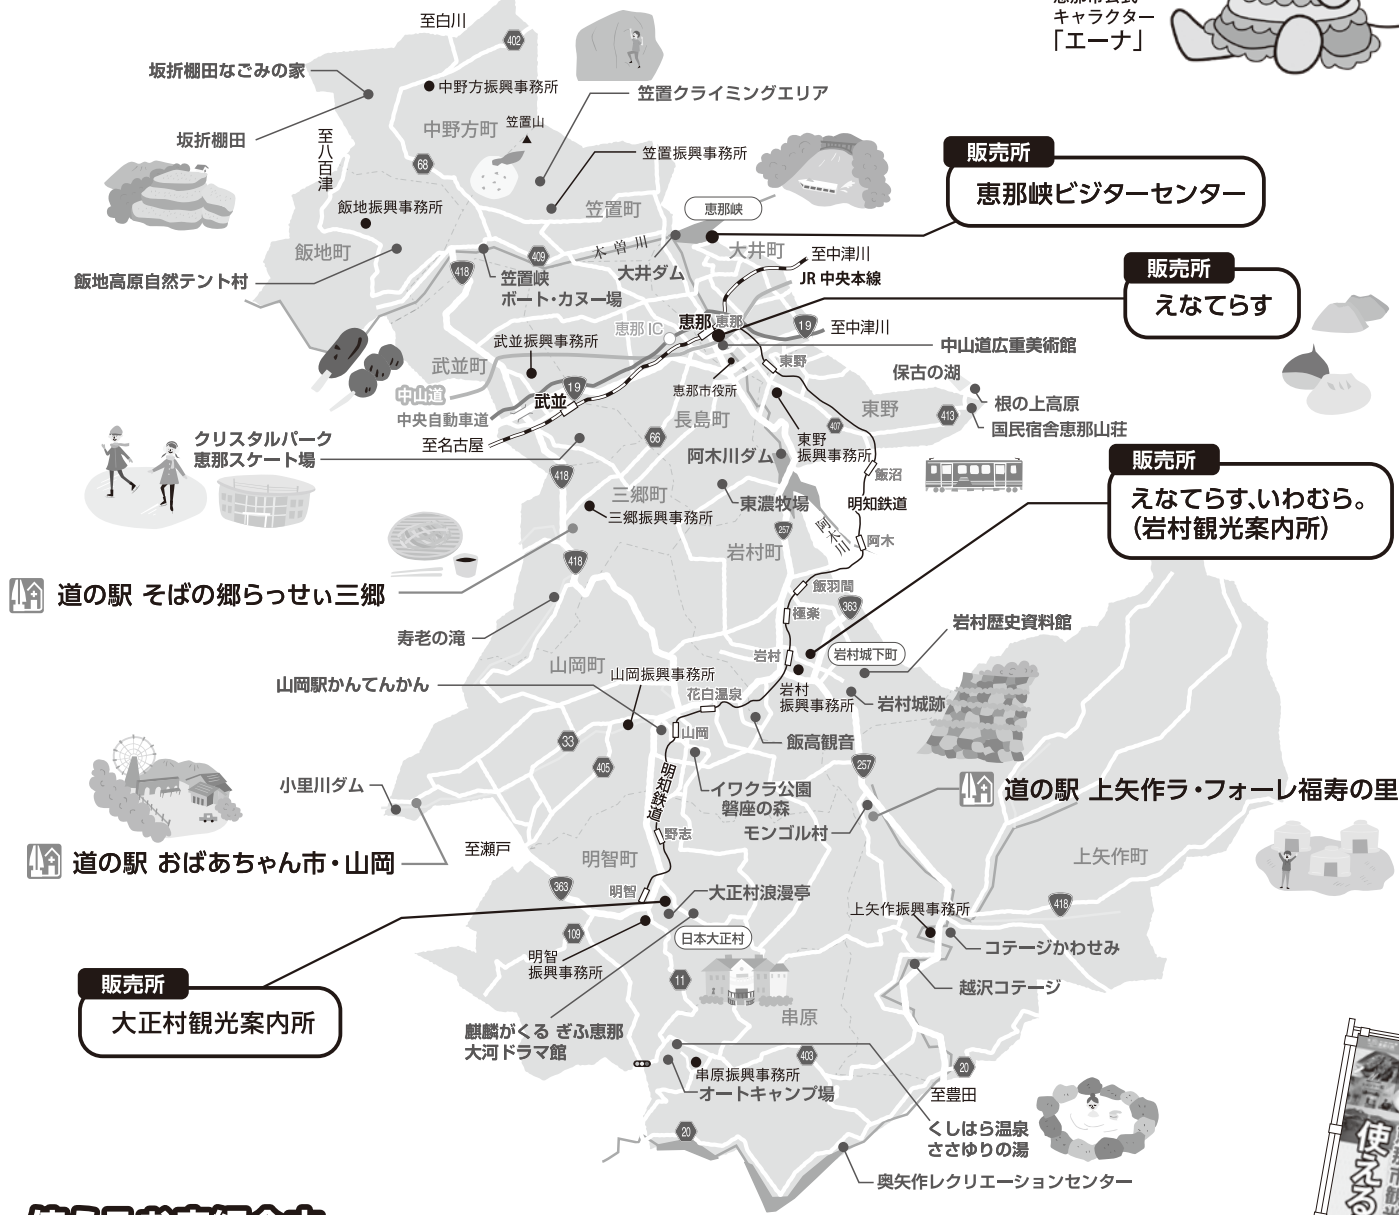 恵那市公式
キャラクター
「エーナ」
至白川
402
坂折棚田なごみの家
中野方振興事務所
笠置クライミングエリア
中野方町
笠置山
坂折棚田
至八百津
68
笠置振興事務所
販売所
恵那峡ビジターセンター
飯地振興事務所
笠置町
恵那峡
木曽川
飯地町
大井町
至中津川
409
418
笠置峡
ボート・カヌー場
大井ダム
飯地高原自然テント村
JR 中央本線
販売所
えなてらす
恵那 IC
恵那
恵那
19
至中津川
武並振興事務所
中山道広重美術館
武並町
東野
保古の湖
中山道
19
恵那市役所
武並
中央自動車道
長島町
東野
413
根の上高原
国民宿舎恵那山荘
至名古屋
クリスタルパーク
恵那スケート場
66
407
東野
振興事務所
阿木川ダム
飯沼
418
販売所
えなてらす、いわむら。
(岩村観光案内所)
三郷町
東濃牧場
明知鉄道
三郷振興事務所
257
阿木川
阿木
岩村町
418
道の駅 そばの郷らっせぃ三郷
飯羽間
363
極楽
寿老の滝
岩村歴史資料館
岩村
岩村城下町
山岡町
山岡振興事務所
山岡駅かんてんかん
花白温泉
岩村
振興事務所
岩村城跡
33
山岡
飯高観音
405
257
明知鉄道
小里川ダム
イワクラ公園
磐座の森
道の駅 上矢作ラ・フォーレ福寿の里
モンゴル村
野志
至瀬戸
道の駅 おばあちゃん市・山岡
明智町
上矢作町
363
明智
大正村浪漫亭
上矢作振興事務所
418
109
日本大正村
コテージかわせみ
明智
振興事務所
販売所
大正村観光案内所
11
越沢コテージ
串原
麒麟がくる ぎふ恵那
大河ドラマ館
403
串原振興事務所
オートキャンプ場
20
至豊田
くしはら温泉
ささゆりの湯
20
奥矢作レクリエーションセンター
使える